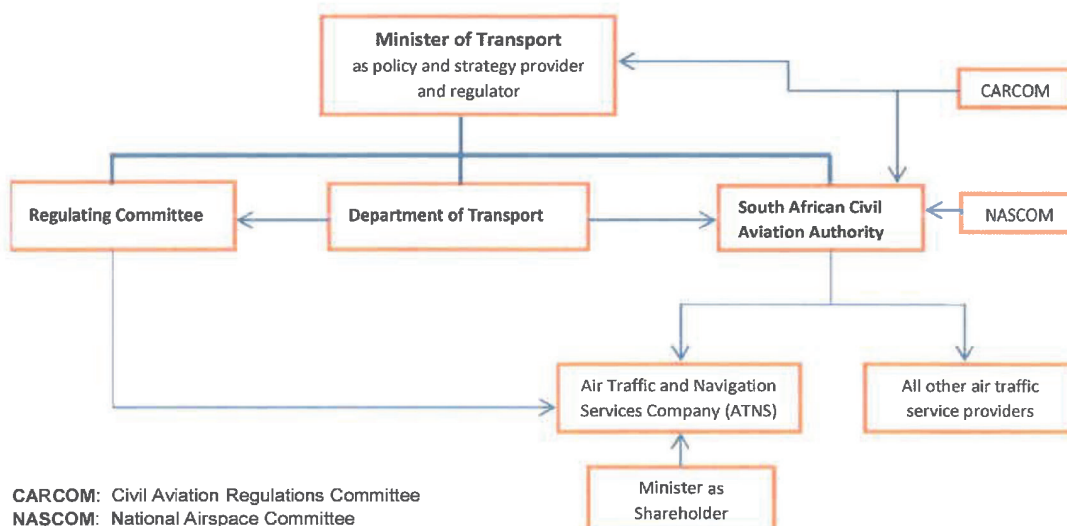 Minister of Transport
as policy and strategy provider
and regulator
CARCOM
Regulating Committee
Department of Transport
South African Civil
Aviation Authority
NASCOM
Air Traffic and Navigation
Services Company (ATNS)
All other air traffic
service providers
Minister as
Shareholder
CARCOM: Civil Aviation Regulations Committee
NASCOM: National Airspace Committee